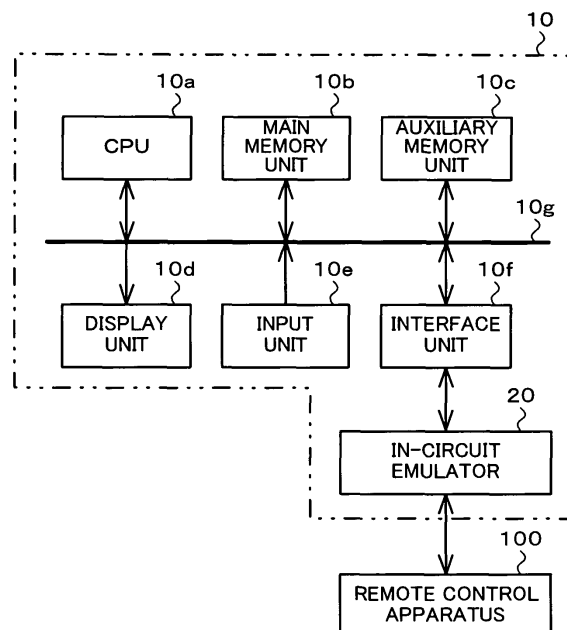 10
10a
10b
10c
CPU
MAIN
MEMORY
UNIT
AUXILIARY
MEMORY
UNIT
10g
10d
10e
10f
DISPLAY
UNIT
INPUT
UNIT
INTERFACE
UNIT
20
IN-CIRCUIT
EMULATOR
100
REMOTE CONTROL
APPARATUS